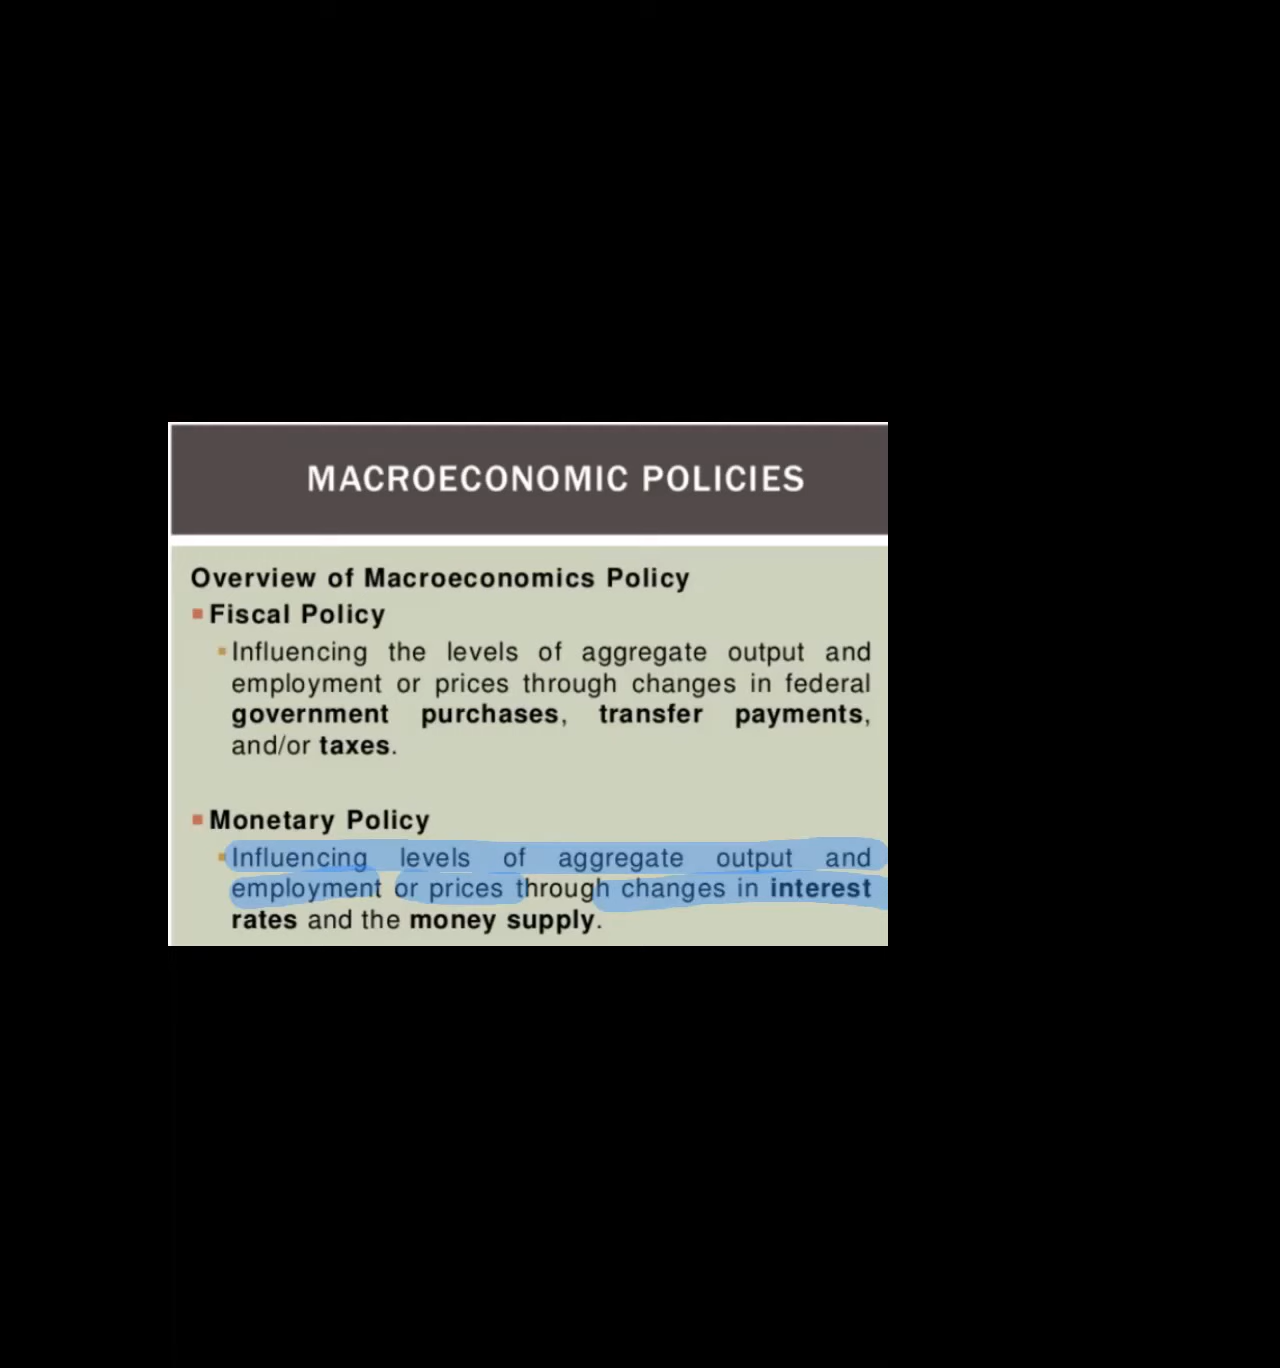 MACROECONOMIC POLICIES
Overview of Macroeconomics Policy
Fiscal Policy
Influencing the levels of aggregate output and
employment or prices through changes in federal
government purchases, transfer payments,
and/or taxes.
Monetary Policy
Influencing levels of aggregate output and
employment or prices through changes in interest
rates and the money supply.